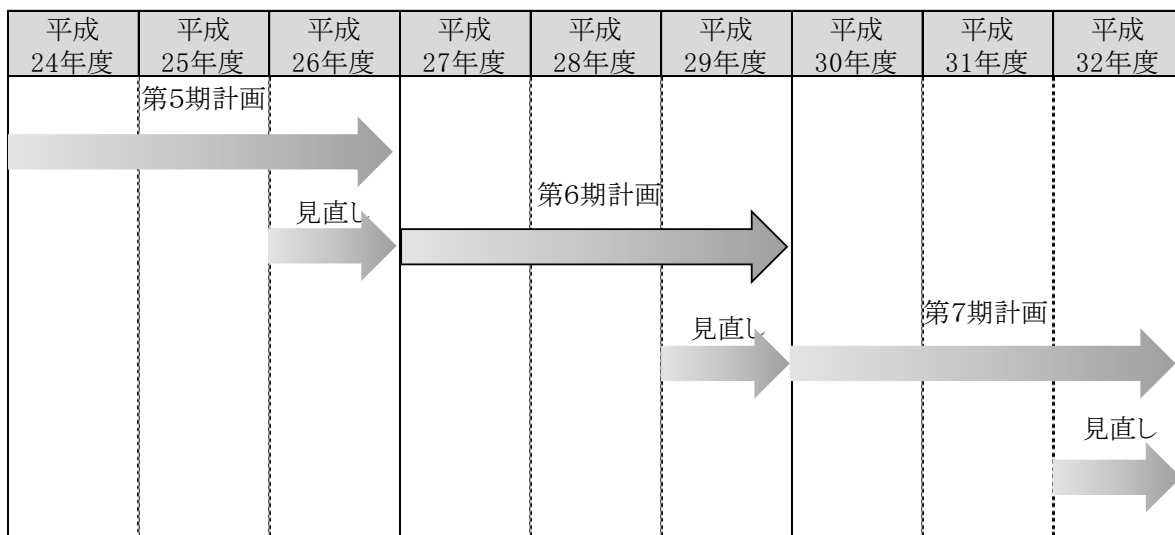 平成
24年度
平成
25年度
平成
26年度
平成
27年度
平成
28年度
平成
29年度
平成
30年度
平成
31年度
平成
32年度
第5期計画
第6期計画
見直し
第7期計画
見直し
見直し